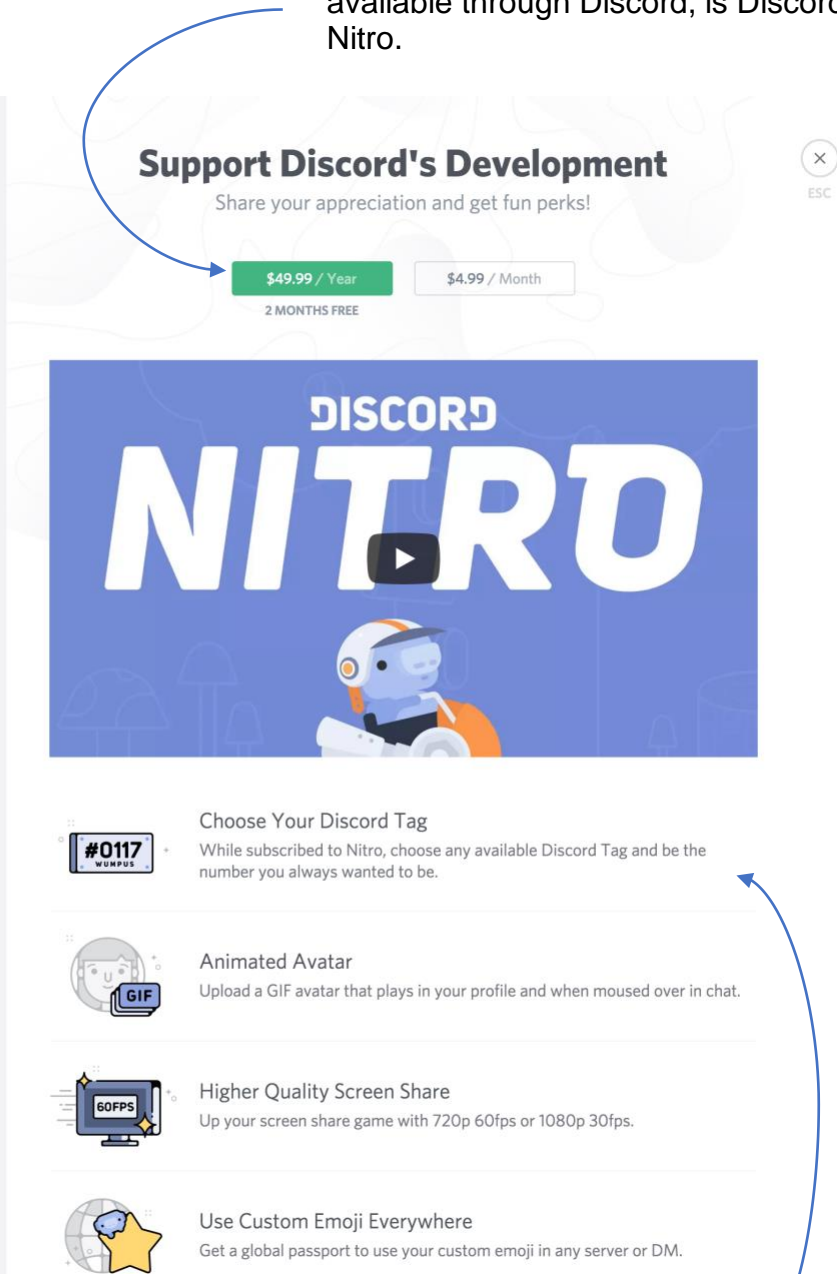 available through Discord, is Discord
Nitro.
Support Discord's Development
Share your appreciation and get fun perks!
ESC
$49.99 / Year
$4.99 / Month
2 MONTHS FREE
DISCORD
NITRO
#0117
WUMPUS
Choose Your Discord Tag
While subscribed to Nitro, choose any available Discord Tag and be the
number you always wanted to be.
GIF
Animated Avatar
Upload a GIF avatar that plays in your profile and when moused over in chat.
60FPS
Higher Quality Screen Share
Up your screen share game with 720p 60fps or 1080p 30fps.
Use Custom Emoji Everywhere
Get a global passport to use your custom emoji in any server or DM.